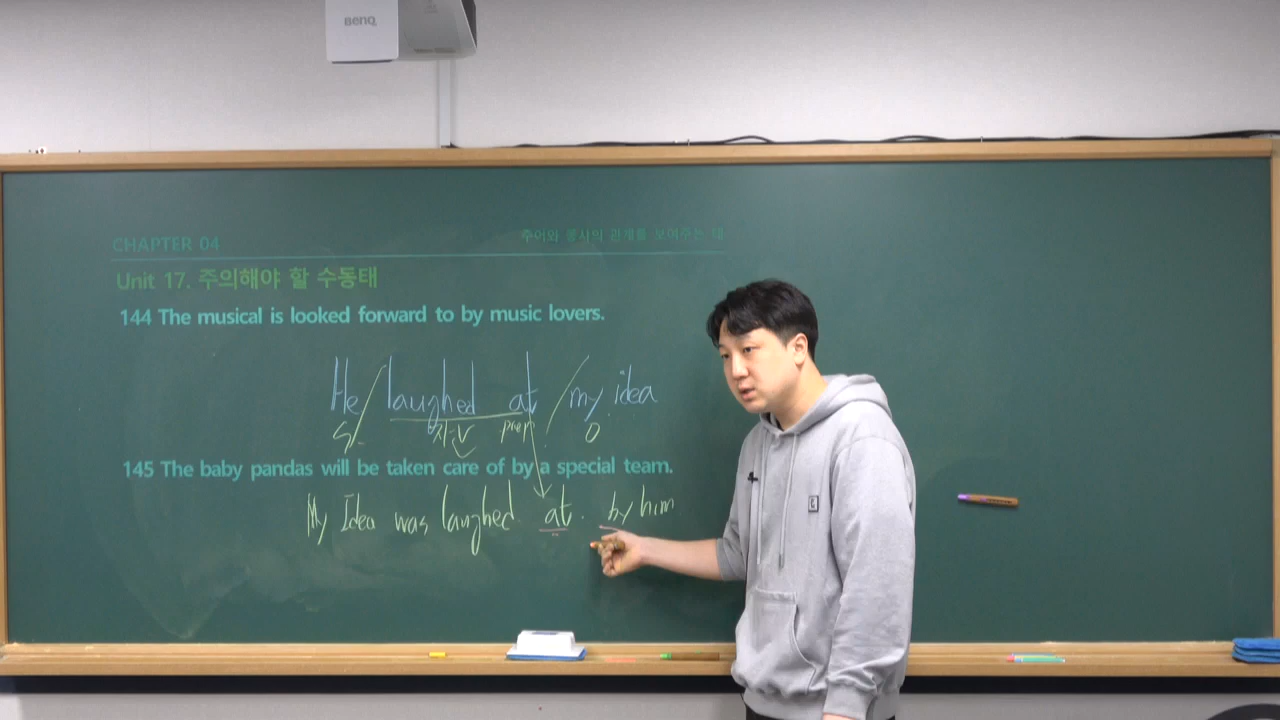 BenQ
CHAPTER 04
주어와 동사의 관계를 보여주는 태
Unit 17. 주의해야 할 수동태
144 The musical is looked forward to by music lovers.
He / laughed at / my idea
S. 자V prep. O
145 The baby pandas will be taken care of by a special team.
My Idea was laughed. at. by him